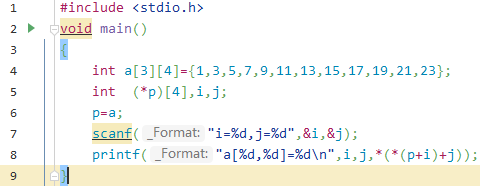 1 #include <stdio.h>
2 void main()
3 {
4 int a[3][4]={1,3,5,7,9,11,13,15,17,19,21,23};
5 int (*p)[4],i,j;
6 p=a;
7 scanf( _Format: "i=%d,j=%d",&i,&j);
8 printf( _Format: "a[%d,%d]=%d\n",i,j,*(*(p+i)+j));
9 }